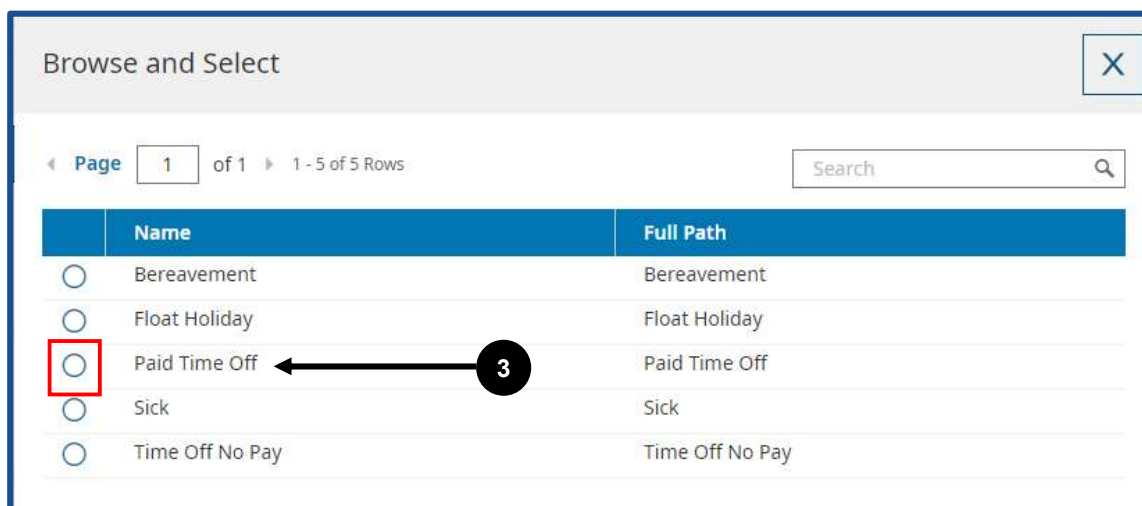 Browse and Select X
Page 1 of 1 1 - 5 of 5 Rows Search
Name Full Path
Bereavement Bereavement
Float Holiday Float Holiday
Paid Time Off 3 Paid Time Off
Sick Sick
Time Off No Pay Time Off No Pay